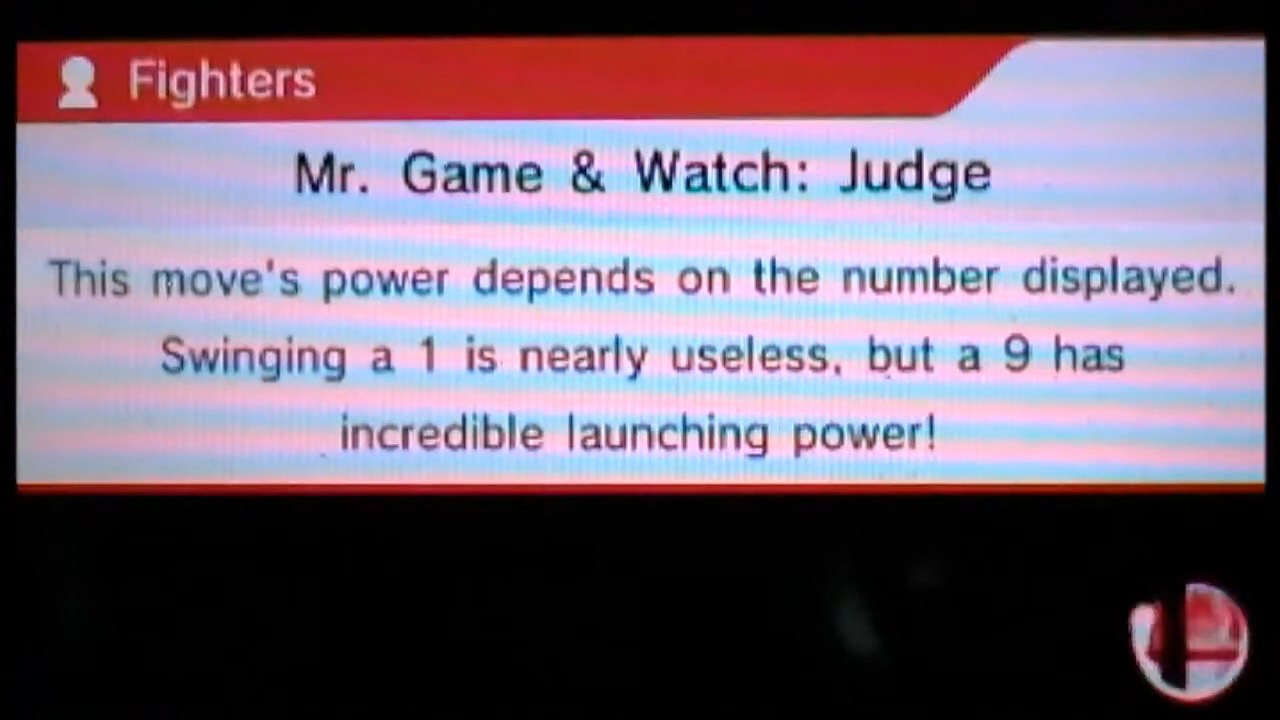 Fighters
Mr. Game & Watch: Judge
This move's power depends on the number displayed.
Swinging a 1 is nearly useless, but a 9 has
incredible launching power!